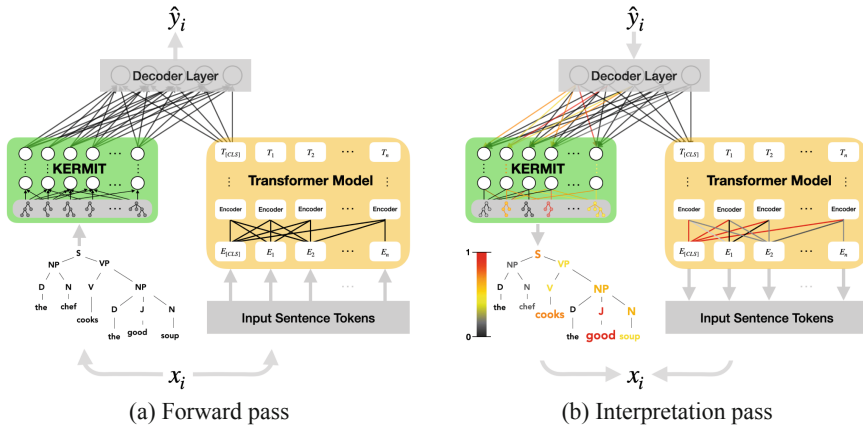 ŷᵢ
Decoder Layer
T[CLS] T₁ T₂ ... Tₙ
KERMIT
Transformer Model
Encoder Encoder Encoder Encoder
E[CLS] E₁ E₂ ... Eₙ
S
NP VP
D N V NP
the chef cooks D J N
the good soup
Input Sentence Tokens
xᵢ
(a) Forward pass
ŷᵢ
Decoder Layer
T[CLS] T₁ T₂ ... Tₙ
KERMIT
Transformer Model
Encoder Encoder Encoder Encoder
E[CLS] E₁ E₂ ... Eₙ
1
0
S
NP VP
D N V NP
the chef cooks D J N
the good soup
Input Sentence Tokens
xᵢ
(b) Interpretation pass